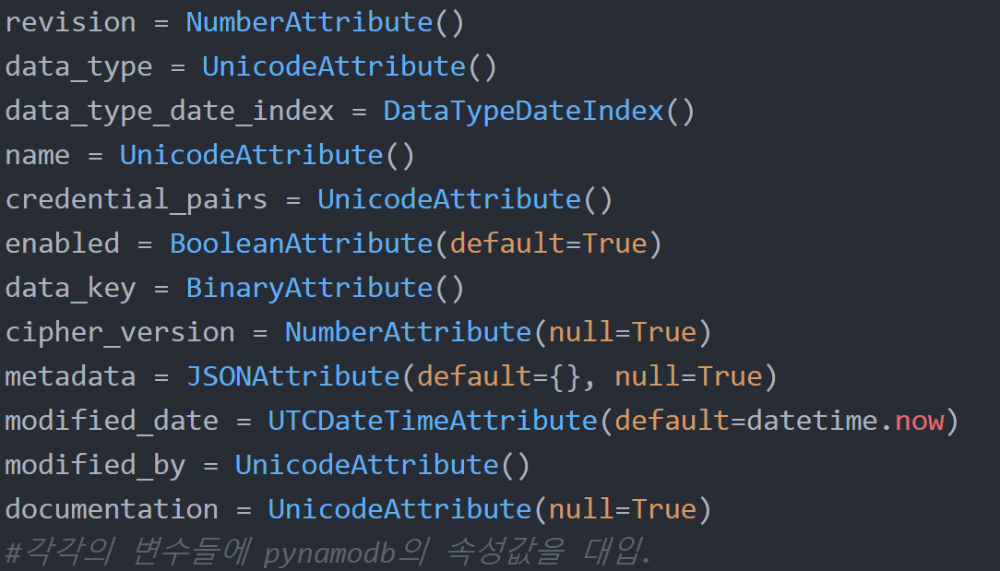 revision = NumberAttribute()
data_type = UnicodeAttribute()
data_type_date_index = DataTypeDateIndex()
name = UnicodeAttribute()
credential_pairs = UnicodeAttribute()
enabled = BooleanAttribute(default=True)
data_key = BinaryAttribute()
cipher_version = NumberAttribute(null=True)
metadata = JSONAttribute(default={}, null=True)
modified_date = UTCDateTimeAttribute(default=datetime.now)
modified_by = UnicodeAttribute()
documentation = UnicodeAttribute(null=True)
#각각의 변수들에 pynamodb의 속성값을 대입.